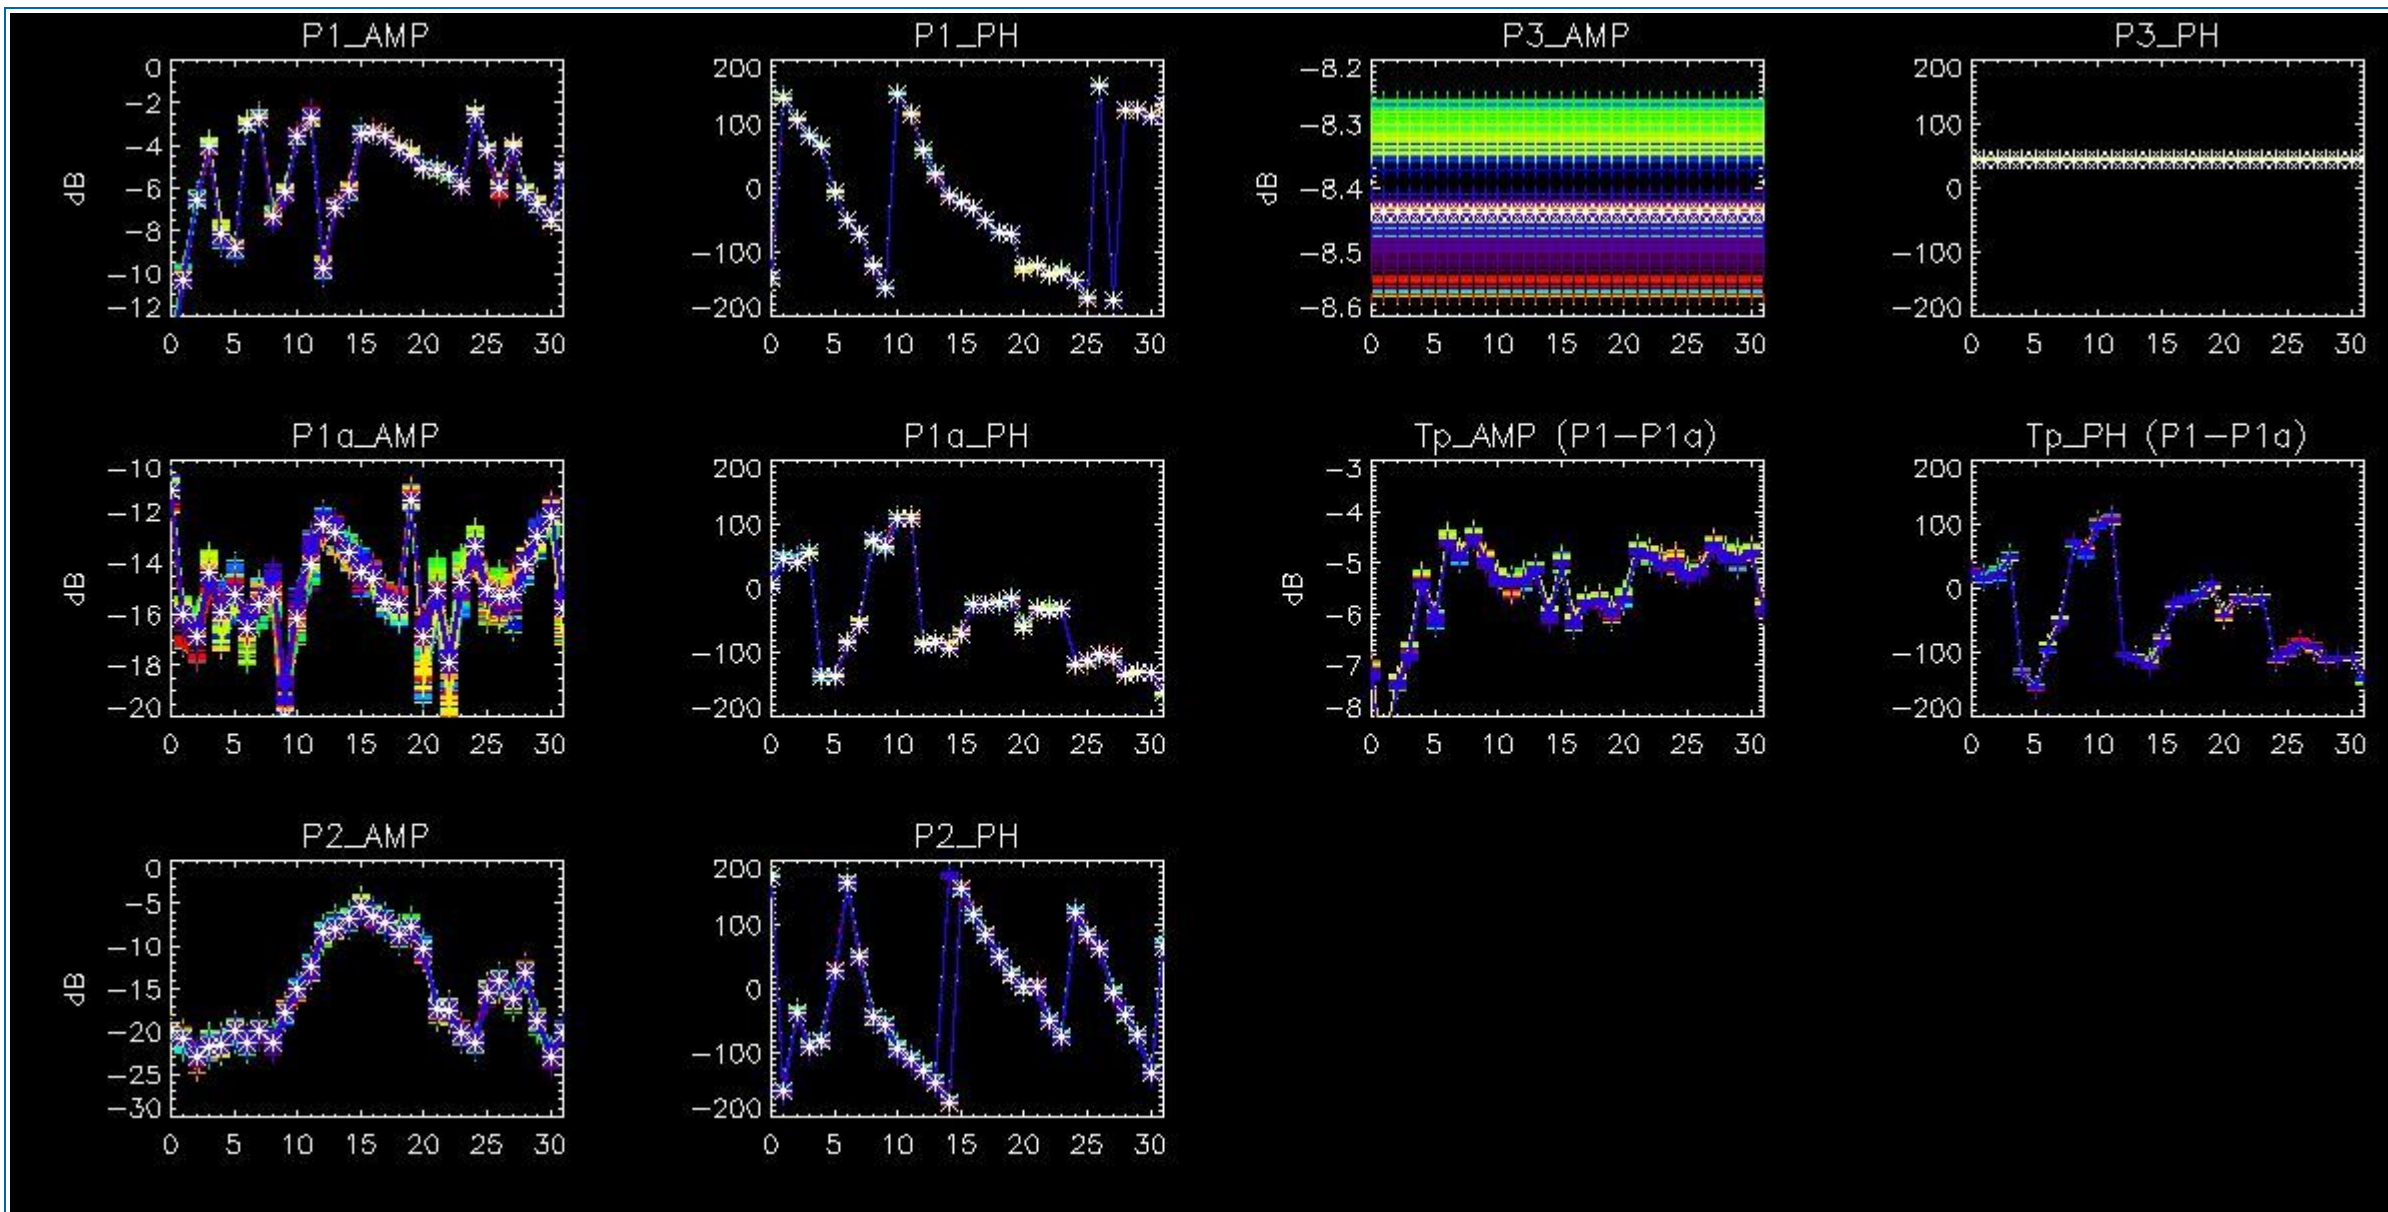 P1_AMP
0
−2
−4
−6
−8
−10
−12
dB
0 5 10 15 20 25 30
P1_PH
200
100
0
−100
−200
0 5 10 15 20 25 30
P3_AMP
−8.2
−8.3
−8.4
−8.5
−8.6
dB
0 5 10 15 20 25 30
P3_PH
200
100
0
−100
−200
0 5 10 15 20 25 30
P1a_AMP
−10
−12
−14
−16
−18
−20
dB
0 5 10 15 20 25 30
P1a_PH
200
100
0
−100
−200
0 5 10 15 20 25 30
Tp_AMP (P1−P1a)
−3
−4
−5
−6
−7
−8
dB
0 5 10 15 20 25 30
Tp_PH (P1−P1a)
200
100
0
−100
−200
0 5 10 15 20 25 30
P2_AMP
0
−5
−10
−15
−20
−25
−30
dB
0 5 10 15 20 25 30
P2_PH
200
100
0
−100
−200
0 5 10 15 20 25 30